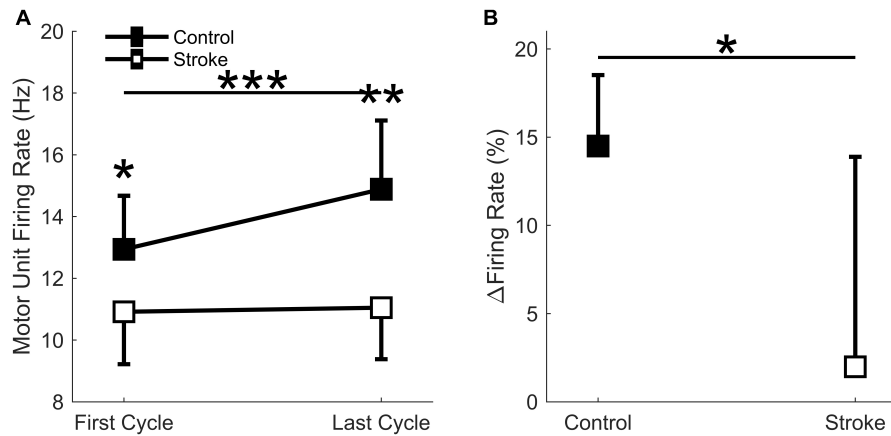 A
20
18
16
14
12
10
8
Motor Unit Firing Rate (Hz)
Control
Stroke
***
**
*
First Cycle
Last Cycle
B
20
15
10
5
0
ΔFiring Rate (%)
*
Control
Stroke